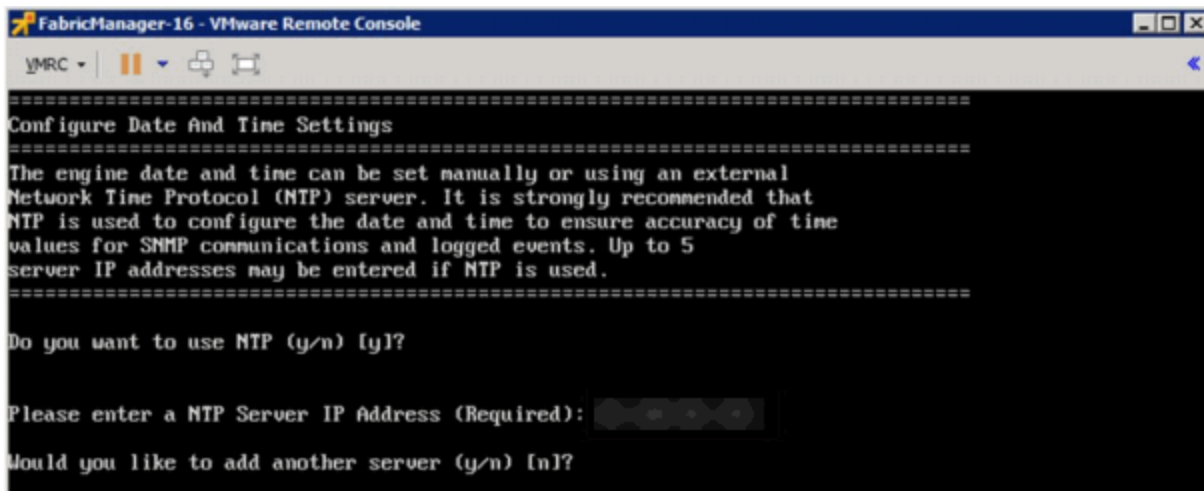 FabricManager-16 - VMware Remote Console
VMRC
================================================================================
Configure Date And Time Settings
================================================================================
The engine date and time can be set manually or using an external
Network Time Protocol (NTP) server. It is strongly recommended that
NTP is used to configure the date and time to ensure accuracy of time
values for SNMP communications and logged events. Up to 5
server IP addresses may be entered if NTP is used.
================================================================================
Do you want to use NTP (y/n) [y]?
Please enter a NTP Server IP Address (Required):
Would you like to add another server (y/n) [n]?